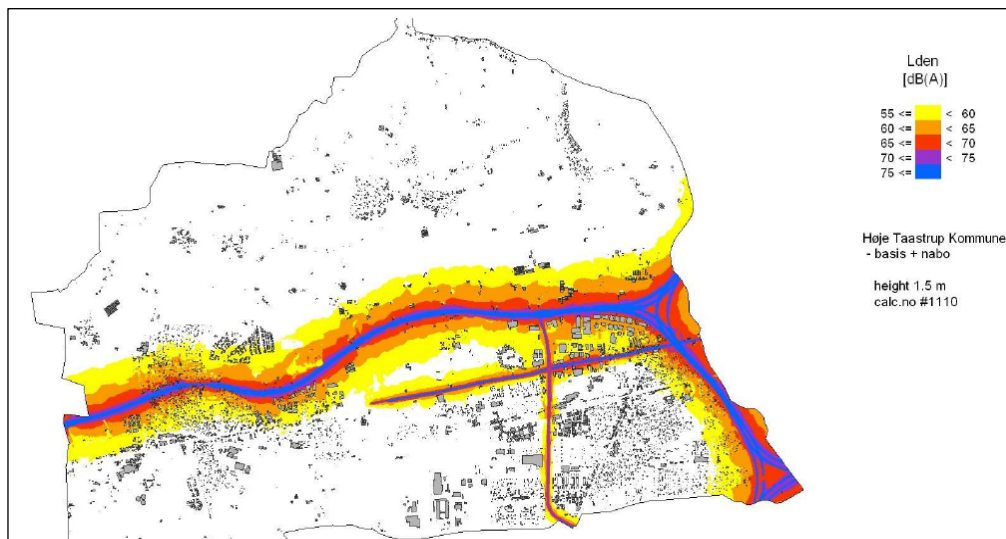 Lden
[dB(A)]
55 <= < 60
60 <= < 65
65 <= < 70
70 <= < 75
75 <=
Høje Taastrup Kommune
- basis + nabo
height 1.5 m
calc.no #1110